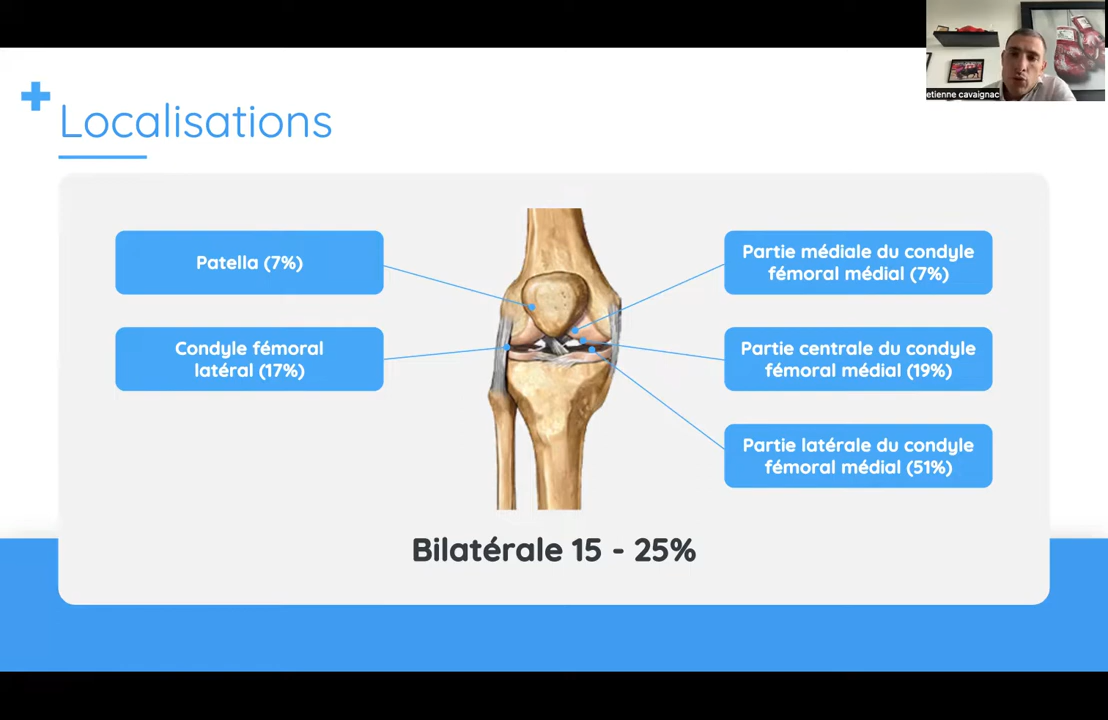 etienne cavaignac
Localisations
Patella (7%)
Condyle fémoral
latéral (17%)
Partie médiale du condyle
fémoral médial (7%)
Partie centrale du condyle
fémoral médial (19%)
Partie latérale du condyle
fémoral médial (51%)
Bilatérale 15 - 25%